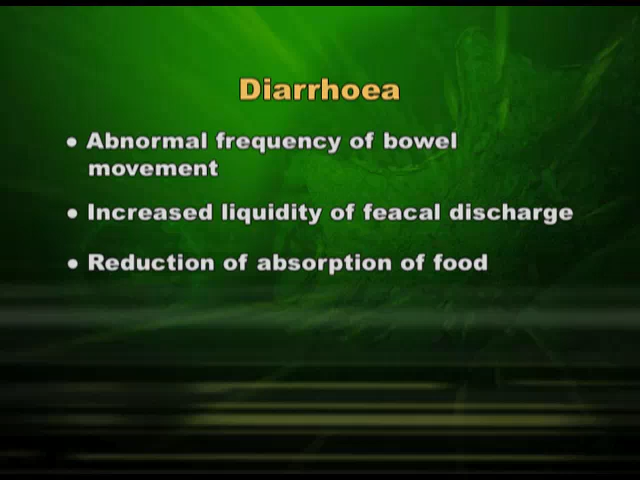 Diarrhoea
• Abnormal frequency of bowel
movement
• Increased liquidity of feacal discharge
• Reduction of absorption of food